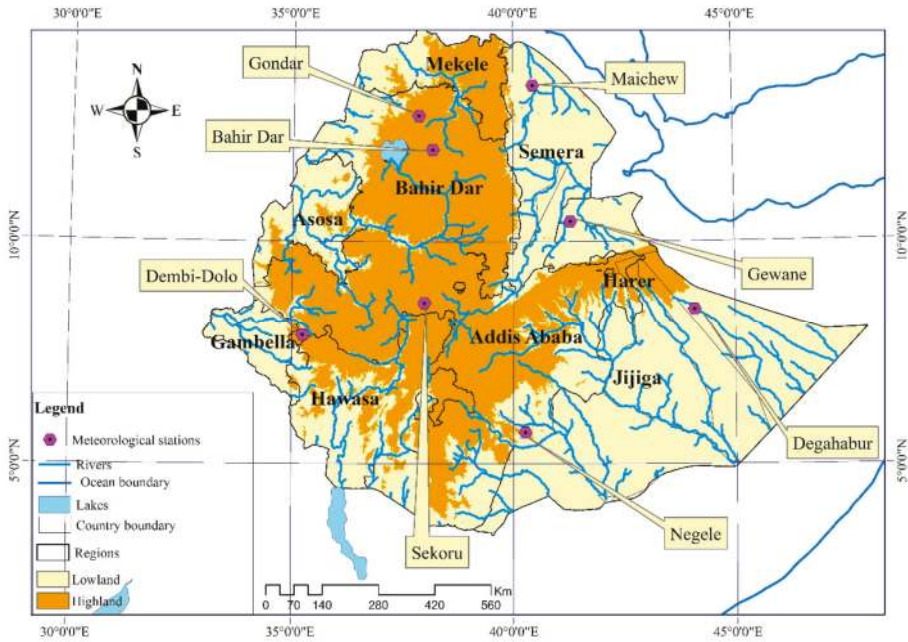 30°0'0"E 35°0'0"E 40°0'0"E 45°0'0"E
Gondar
Mekele
Maichew
N
W E
S
Bahir Dar
Semera
Bahir Dar
Asosa
10°0'0"N
10°0'0"N
Gewane
Dembi-Dolo
Harer
Gambella
Addis Ababa
Jijiga
Hawasa
Legend
Meteorological stations
Rivers
Ocean boundary
Lakes
Country boundary
Regions
Lowland
Highland
5°0'0"N
5°0'0"N
Degahabur
Negele
Sekoru
Km
0 70 140 280 420 560
30°0'0"E 35°0'0"E 40°0'0"E 45°0'0"E